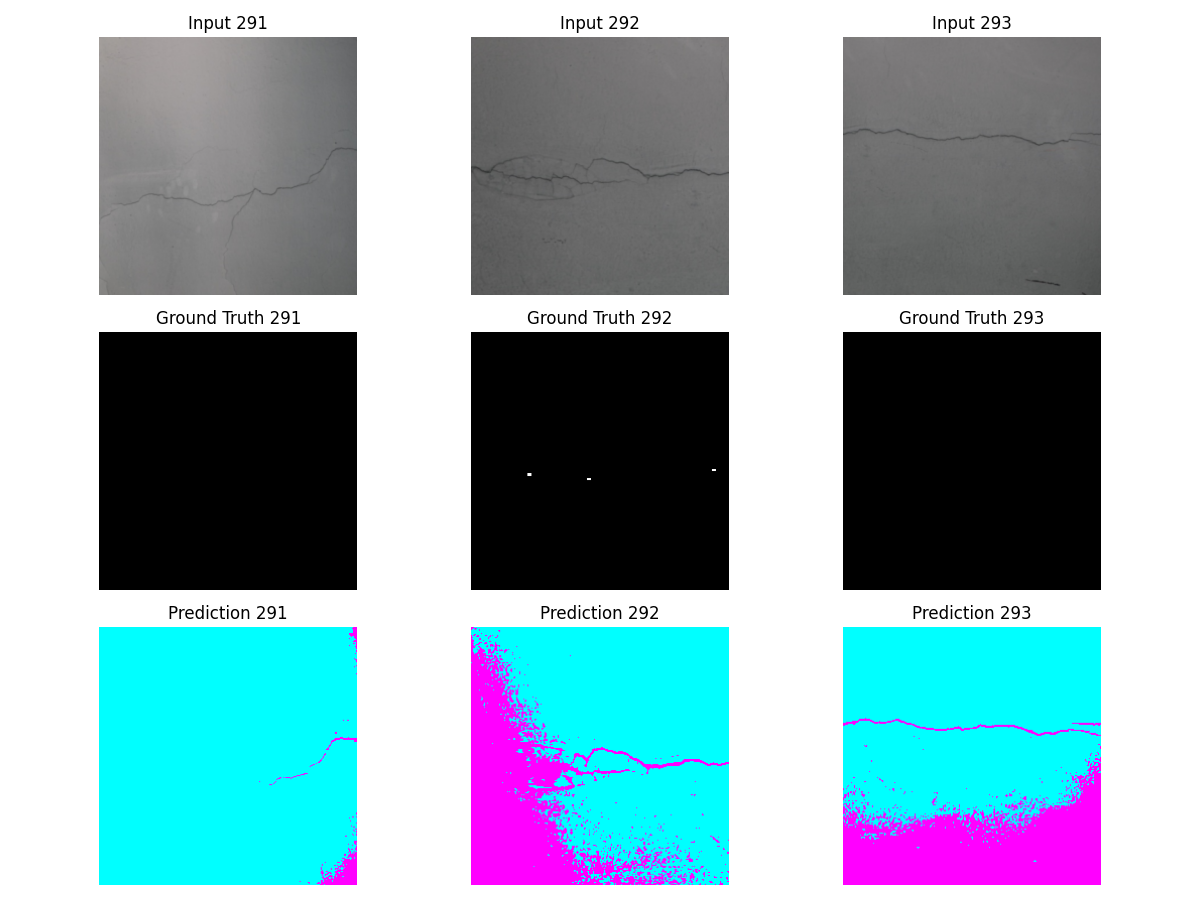 Input 291
Input 292
Input 293
Ground Truth 291
Ground Truth 292
Ground Truth 293
Prediction 291
Prediction 292
Prediction 293